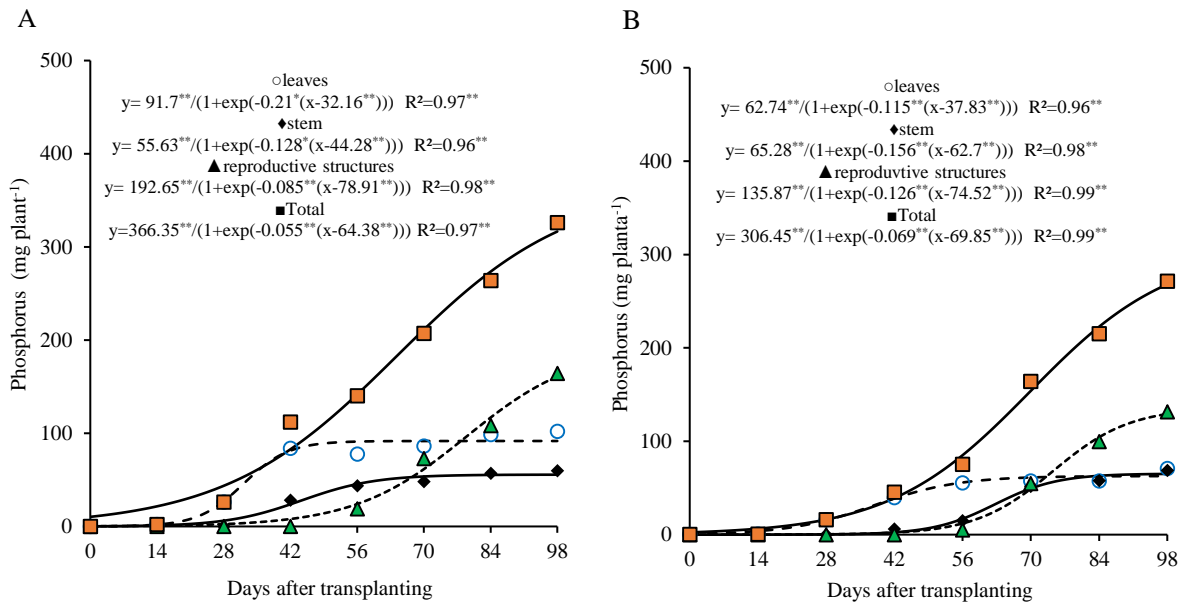 A
500
400
300
200
100
0
Phosphorus (mg plant⁻¹)
○leaves
y= 91.7**/(1+exp(-0.21*(x-32.16**))) R²=0.97**
♦stem
y= 55.63**/(1+exp(-0.128*(x-44.28**))) R²=0.96**
▲reproductive structures
y= 192.65**/(1+exp(-0.085**(x-78.91**))) R²=0.98**
■Total
y=366.35**/(1+exp(-0.055**(x-64.38**))) R²=0.97**
0 14 28 42 56 70 84 98
Days after transplanting
B
500
400
300
200
100
0
Phosphorus (mg planta⁻¹)
○leaves
y= 62.74**/(1+exp(-0.115**(x-37.83**))) R²=0.96**
♦stem
y= 65.28**/(1+exp(-0.156**(x-62.7**))) R²=0.98**
▲reproduvtive structures
y= 135.87**/(1+exp(-0.126**(x-74.52**))) R²=0.99**
■Total
y= 306.45**/(1+exp(-0.069**(x-69.85**))) R²=0.99**
0 14 28 42 56 70 84 98
Days after transplanting